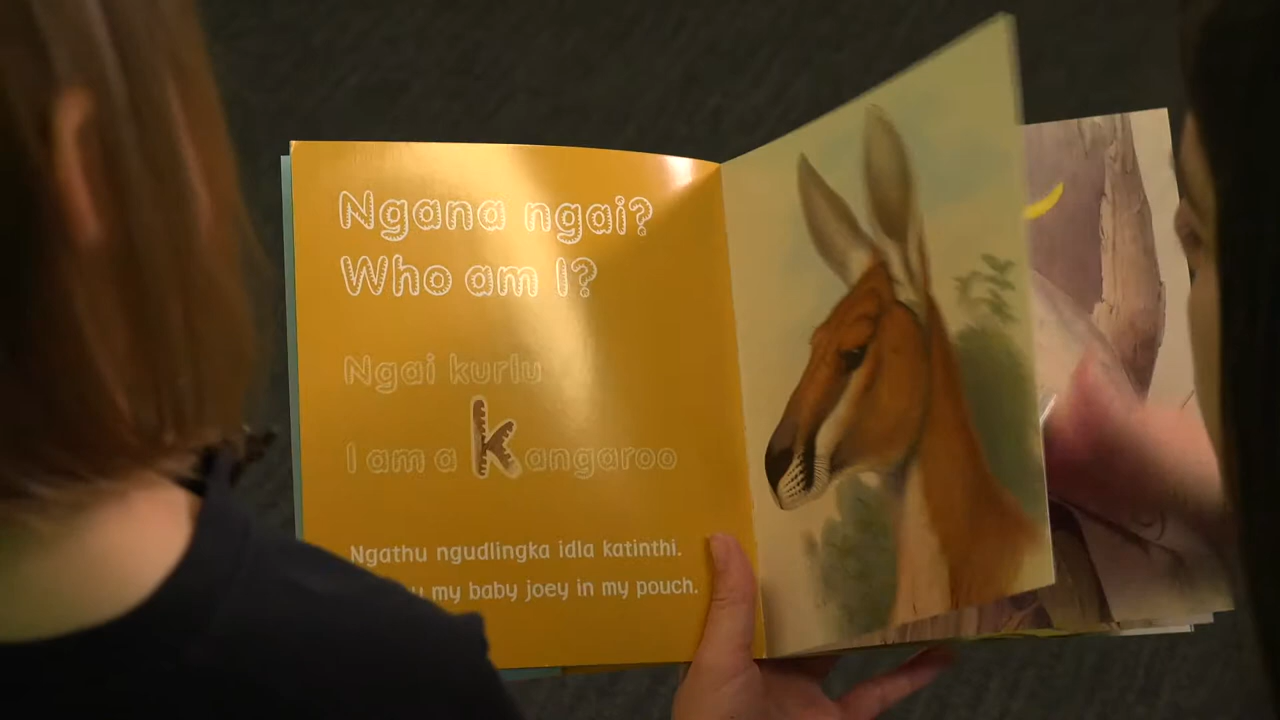 Ngana ngai?
Who am I?
Ngai kurlu
I am a kangaroo
Ngathu ngudlingka idla katinthi.
my baby joey in my pouch.